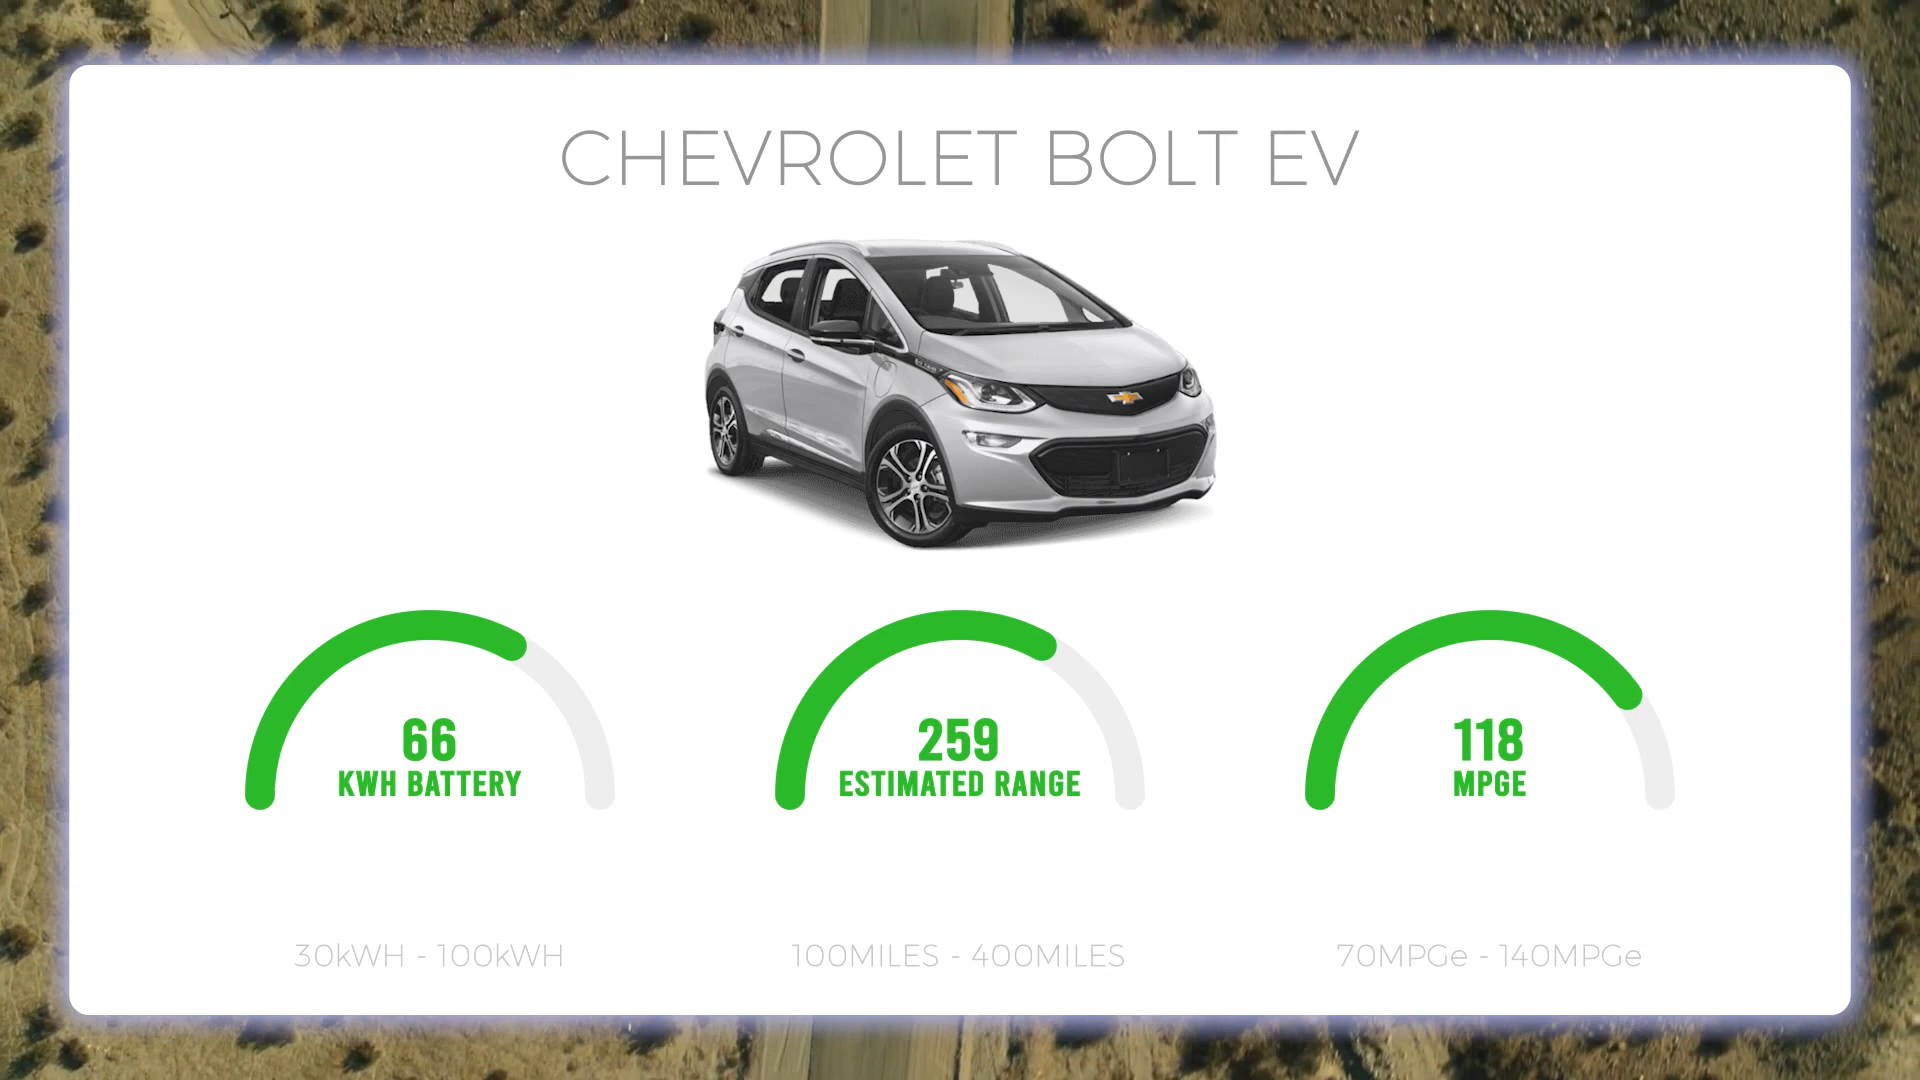 CHEVROLET BOLT EV
66
KWH BATTERY
259
ESTIMATED RANGE
118
MPGE
30kWH - 100kWH
100MILES - 400MILES
70MPGe - 140MPGe